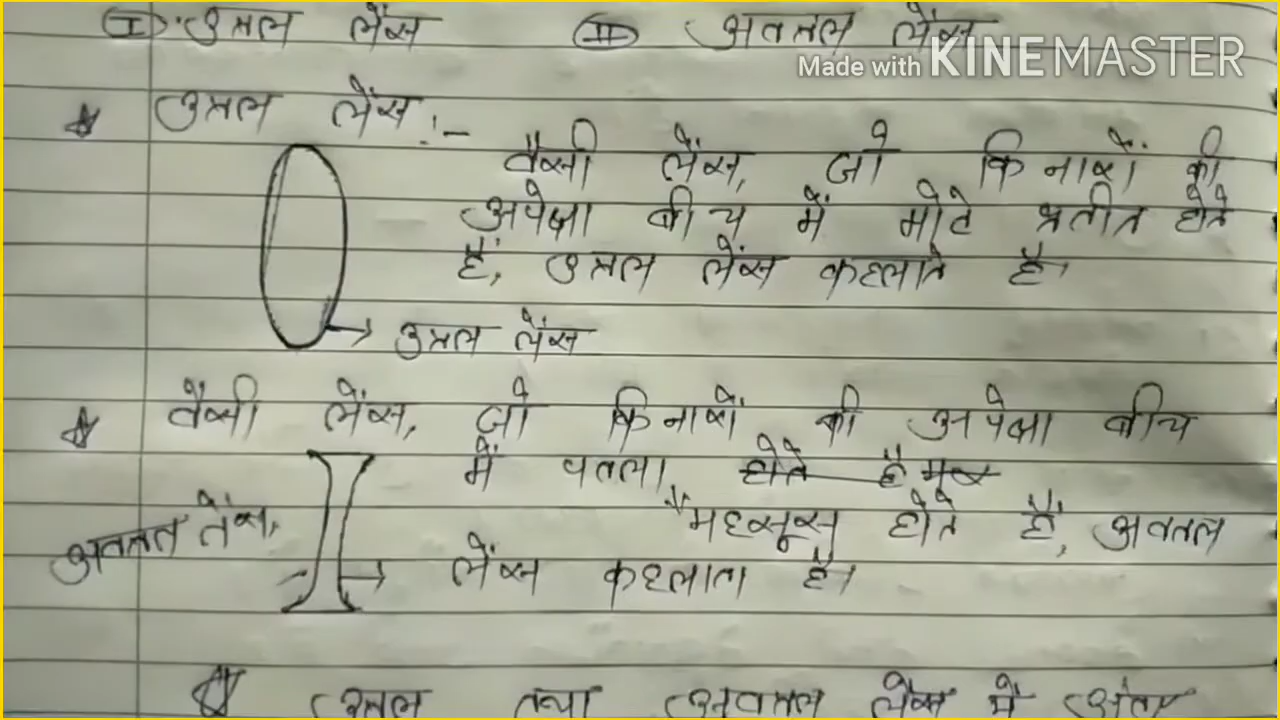 I. उत्तल लेंस II अवतल लेंस
Made with KINEMASTER
उत्तल लेंस :-
वैसी लेंस, जो किनारों की
अपेक्षा बीच में मोटे प्रतीत होते
हैं, उत्तल लेंस कहलाते है।
→ उत्तल लेंस
वैसी लेंस, जो किनारों की अपेक्षा बीच
में पतला होते है
महसूस होते हैं, अवतल
अवतल लेंस,
→ लेंस कहलाता है।
उत्तल तथा अवतल लेंस में अंतर